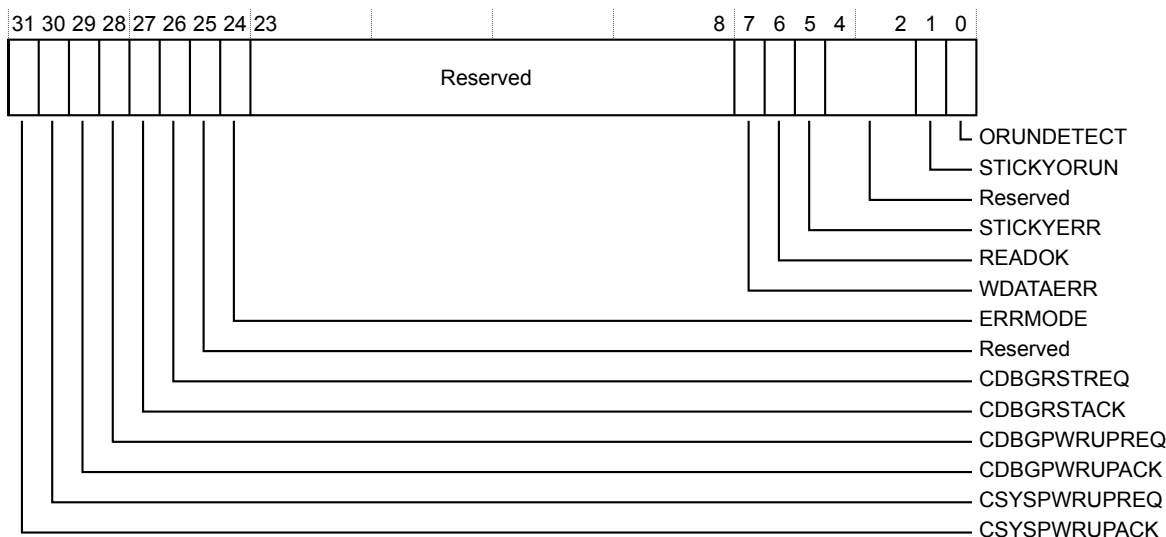 31 30 29 28 27 26 25 24 23 8 7 6 5 4 2 1 0
Reserved
ORUNDETECT
STICKYORUN
Reserved
STICKYERR
READOK
WDATAERR
ERRMODE
Reserved
CDBGRSTREQ
CDBGRSTACK
CDBGPWRUPREQ
CDBGPWRUPACK
CSYSPWRUPREQ
CSYSPWRUPACK